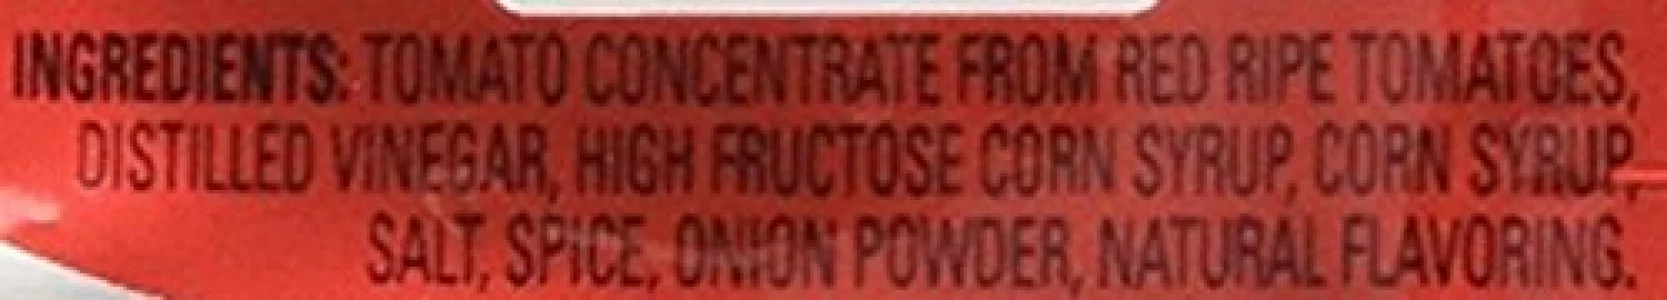 INGREDIENTS: TOMATO CONCENTRATE FROM RED RIPE TOMATOES,
DISTILLED VINEGAR, HIGH FRUCTOSE CORN SYRUP, CORN SYRUP,
SALT, SPICE, ONION POWDER, NATURAL FLAVORING.